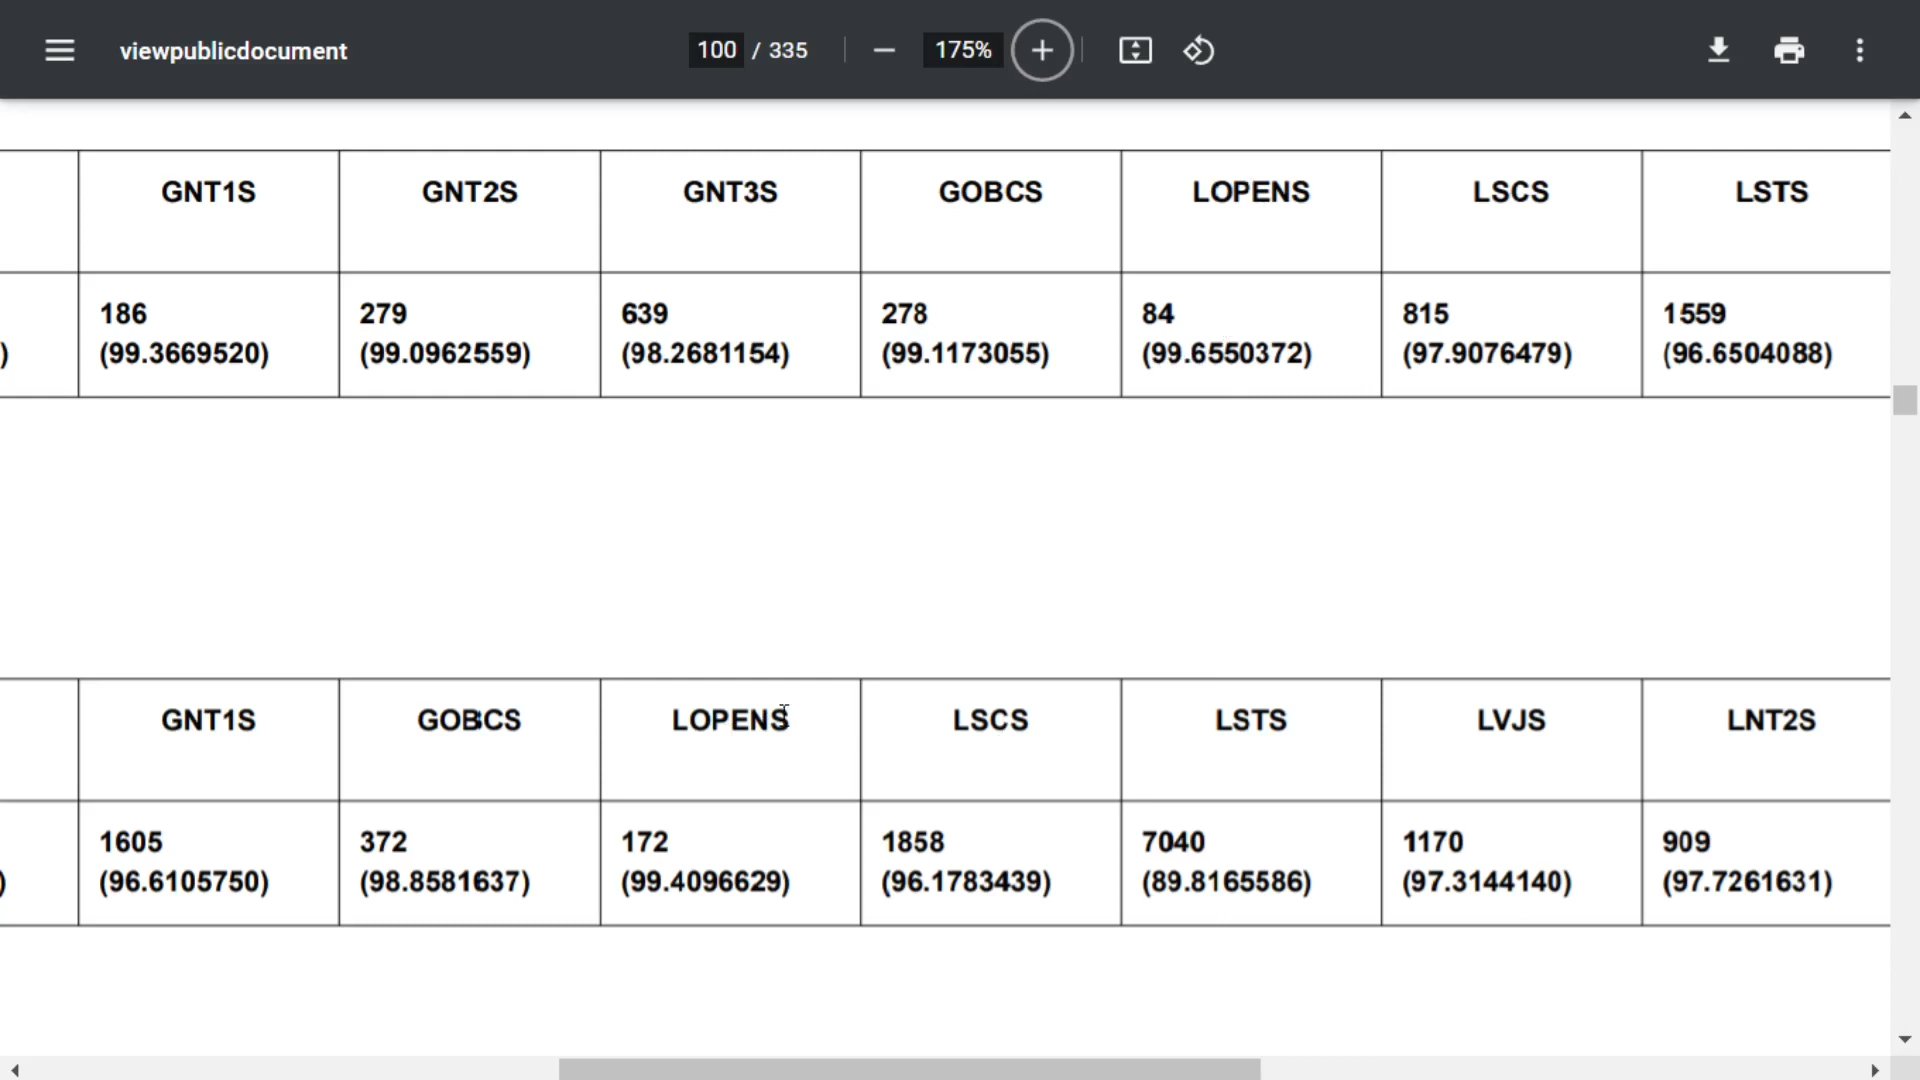 viewpublicdocument
100 / 335
175%
GNT1S GNT2S GNT3S GOBCS LOPENS LSCS LSTS
186 279 639 278 84 815 1559
) (99.3669520) (99.0962559) (98.2681154) (99.1173055) (99.6550372) (97.9076479) (96.6504088)
GNT1S GOBCS LOPENS LSCS LSTS LVJS LNT2S
1605 372 172 1858 7040 1170 909
) (96.6105750) (98.8581637) (99.4096629) (96.1783439) (89.8165586) (97.3144140) (97.7261631)